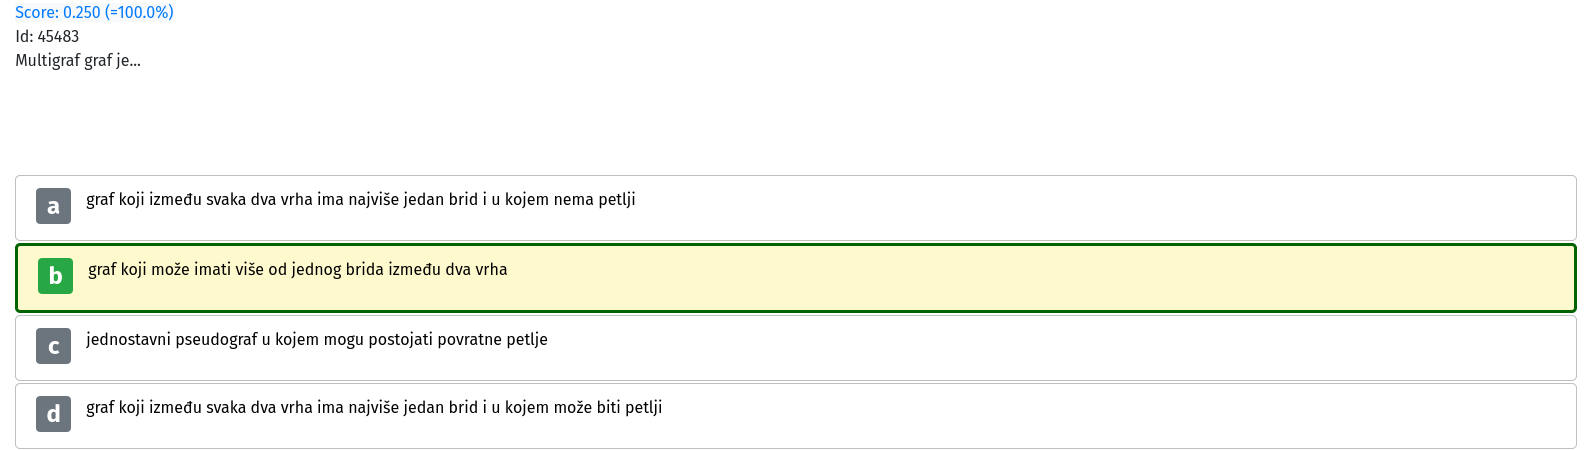 Score: 0.250 (=100.0%)
Id: 45483
Multigraf graf je...
a graf koji između svaka dva vrha ima najviše jedan brid i u kojem nema petlji
b graf koji može imati više od jednog brida između dva vrha
c jednostavni pseudograf u kojem mogu postojati povratne petlje
d graf koji između svaka dva vrha ima najviše jedan brid i u kojem može biti petlji